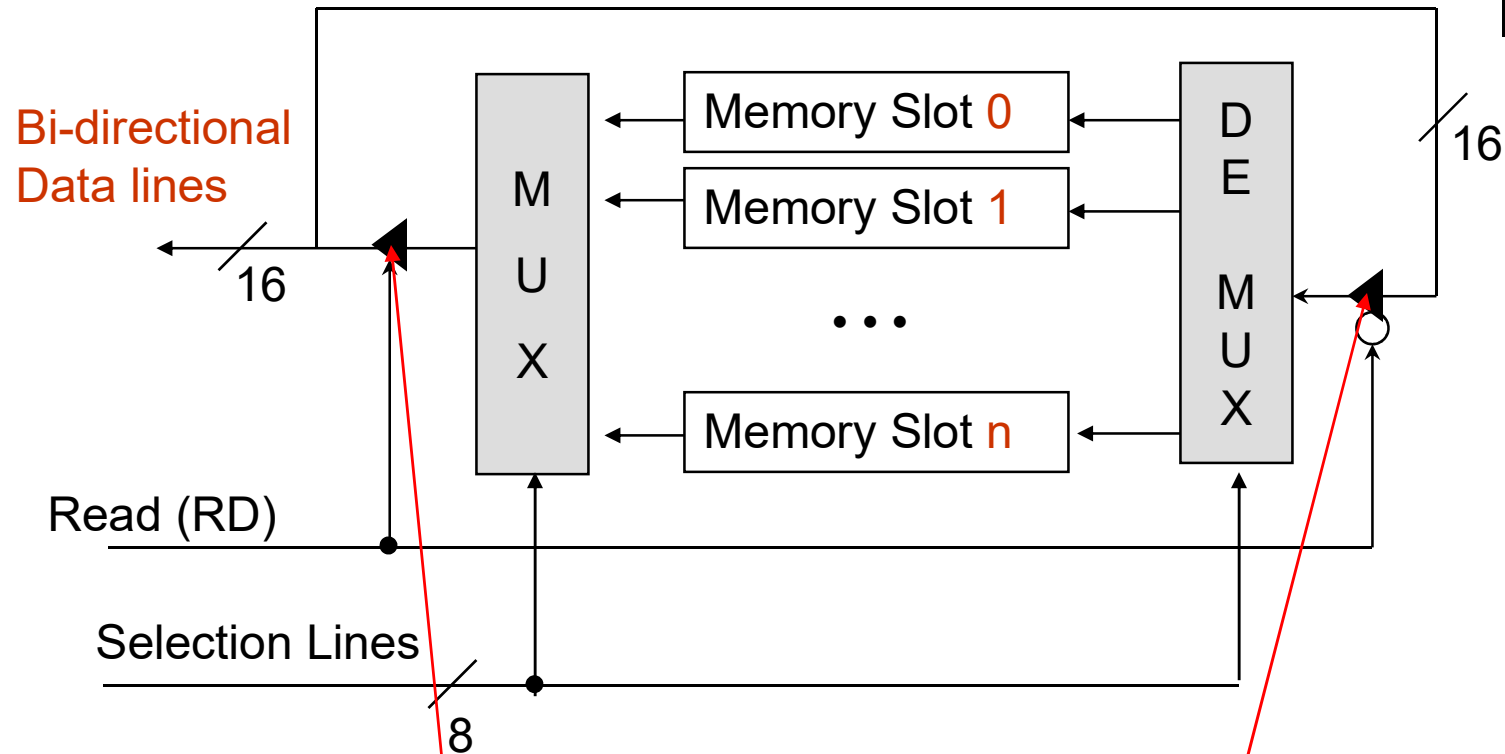 Bi-directional
Data lines
16
M
U
X
Memory Slot 0
Memory Slot 1
• • •
Memory Slot n
D
E
M
U
X
16
Read (RD)
Selection Lines
8